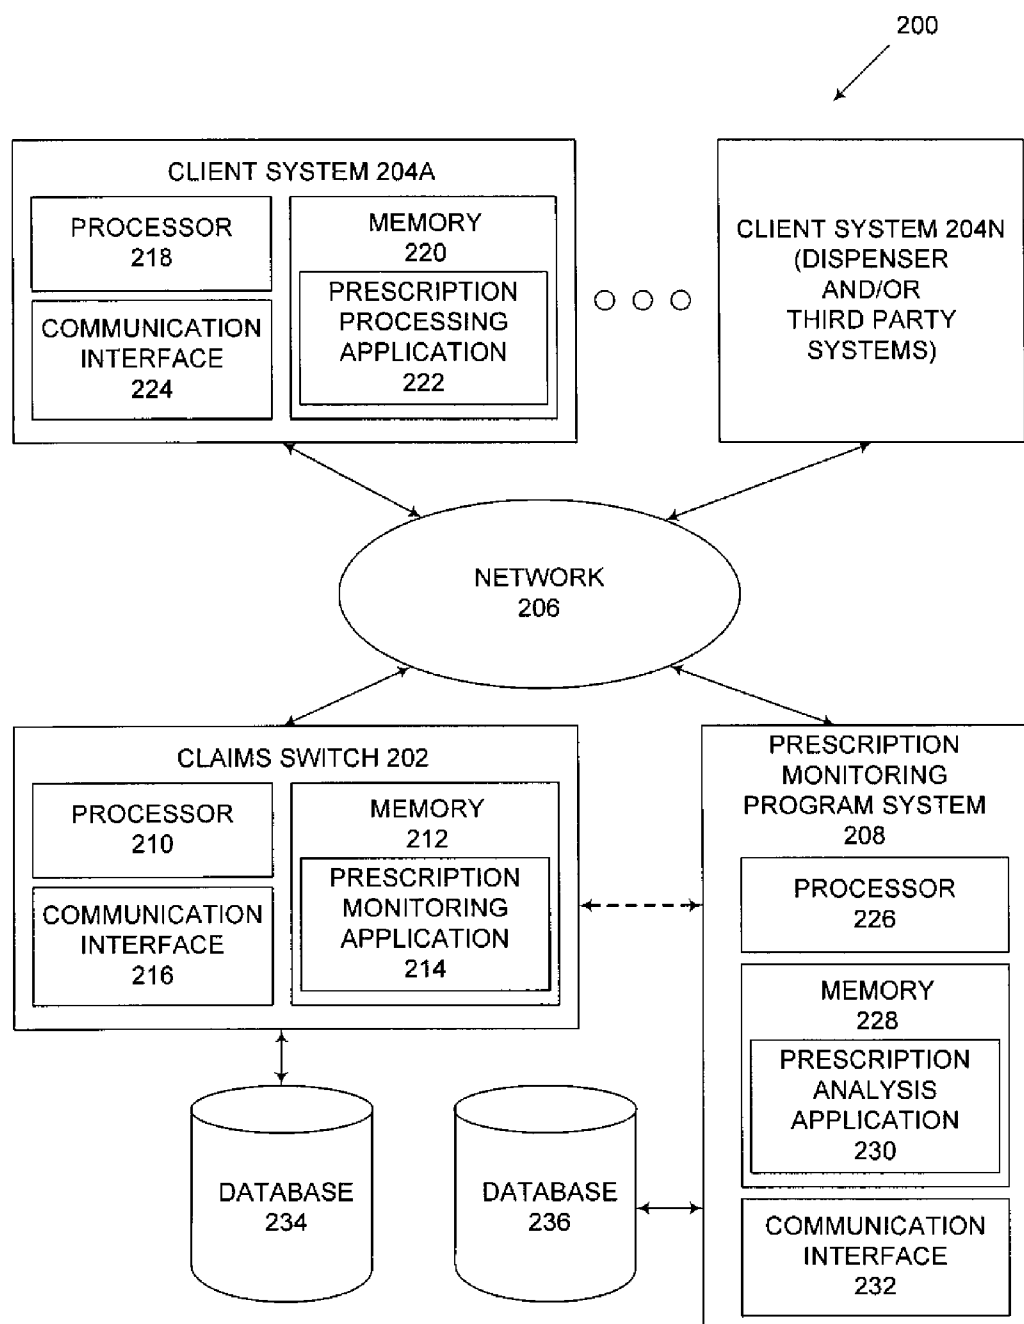 200
CLIENT SYSTEM 204A
PROCESSOR
218
COMMUNICATION
INTERFACE
224
MEMORY
220
PRESCRIPTION
PROCESSING
APPLICATION
222
CLIENT SYSTEM 204N
(DISPENSER
AND/OR
THIRD PARTY
SYSTEMS)
NETWORK
206
CLAIMS SWITCH 202
PROCESSOR
210
COMMUNICATION
INTERFACE
216
MEMORY
212
PRESCRIPTION
MONITORING
APPLICATION
214
PRESCRIPTION
MONITORING
PROGRAM SYSTEM
208
PROCESSOR
226
MEMORY
228
PRESCRIPTION
ANALYSIS
APPLICATION
230
COMMUNICATION
INTERFACE
232
DATABASE
234
DATABASE
236